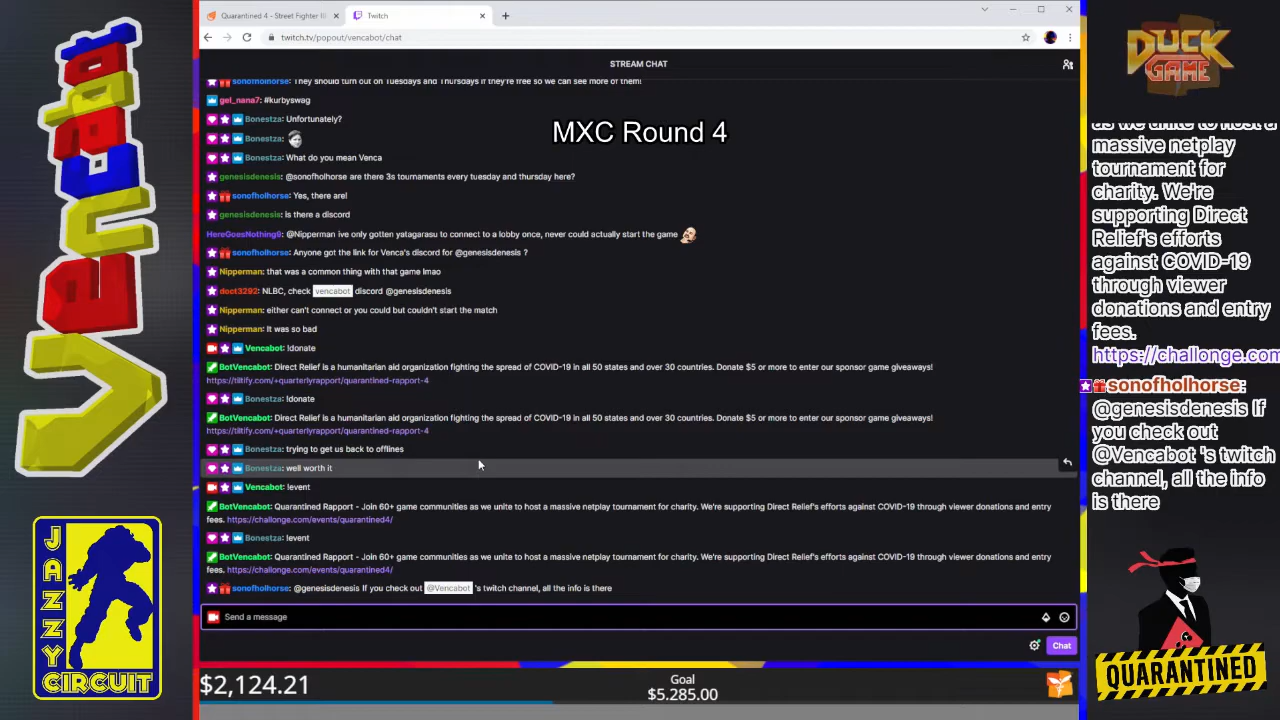 Quarantined 4 - Street Fighter III
Twitch
twitch.tv/popout/vencabot/chat
STREAM CHAT
sonofholhorse: They should turn out on Tuesdays and Thursdays if they're free so we can see more of them!
gel_nana7: #kurbyswag
Bonestza: Unfortunately?
Bonestza:
Bonestza: What do you mean Venca
genesisdenesis: @sonofholhorse are there 3s tournaments every tuesday and thursday here?
sonofholhorse: Yes, there are!
genesisdenesis: is there a discord
HereGoesNothing9: @Nipperman ive only gotten yatagarasu to connect to a lobby once, never could actually start the game
sonofholhorse: Anyone got the link for Venca's discord for @genesisdenesis ?
Nipperman: that was a common thing with that game lmao
doct3292: NLBC, check vencabot discord @genesisdenesis
Nipperman: either can't connect or you could but couldn't start the match
Nipperman: It was so bad
Vencabot: !donate
BotVencabot: Direct Relief is a humanitarian aid organization fighting the spread of COVID-19 in all 50 states and over 30 countries. Donate $5 or more to enter our sponsor game giveaways!
https://tiltify.com/+quarterlyrapport/quarantined-rapport-4
Bonestza: !donate
BotVencabot: Direct Relief is a humanitarian aid organization fighting the spread of COVID-19 in all 50 states and over 30 countries. Donate $5 or more to enter our sponsor game giveaways!
https://tiltify.com/+quarterlyrapport/quarantined-rapport-4
Bonestza: trying to get us back to offlines
Bonestza: well worth it
Vencabot: !event
BotVencabot: Quarantined Rapport - Join 60+ game communities as we unite to host a massive netplay tournament for charity. We're supporting Direct Relief's efforts against COVID-19 through viewer donations and entry
fees. https://challonge.com/events/quarantined4/
Bonestza: !event
BotVencabot: Quarantined Rapport - Join 60+ game communities as we unite to host a massive netplay tournament for charity. We're supporting Direct Relief's efforts against COVID-19 through viewer donations and entry
fees. https://challonge.com/events/quarantined4/
sonofholhorse: @genesisdenesis If you check out @Vencabot 's twitch channel, all the info is there
Send a message
Chat
MXC Round 4
$2,124.21
Goal
$5,285.00
JAZZY
CIRCUIT
DUCK
GAME
as we unite to host a
massive netplay
tournament for
charity. We're
supporting Direct
Relief's efforts
against COVID-19
through viewer
donations and entry
fees.
https://challonge.com
sonofholhorse:
@genesisdenesis If
you check out
@Vencabot 's twitch
channel, all the info
is there
QUARANTINED